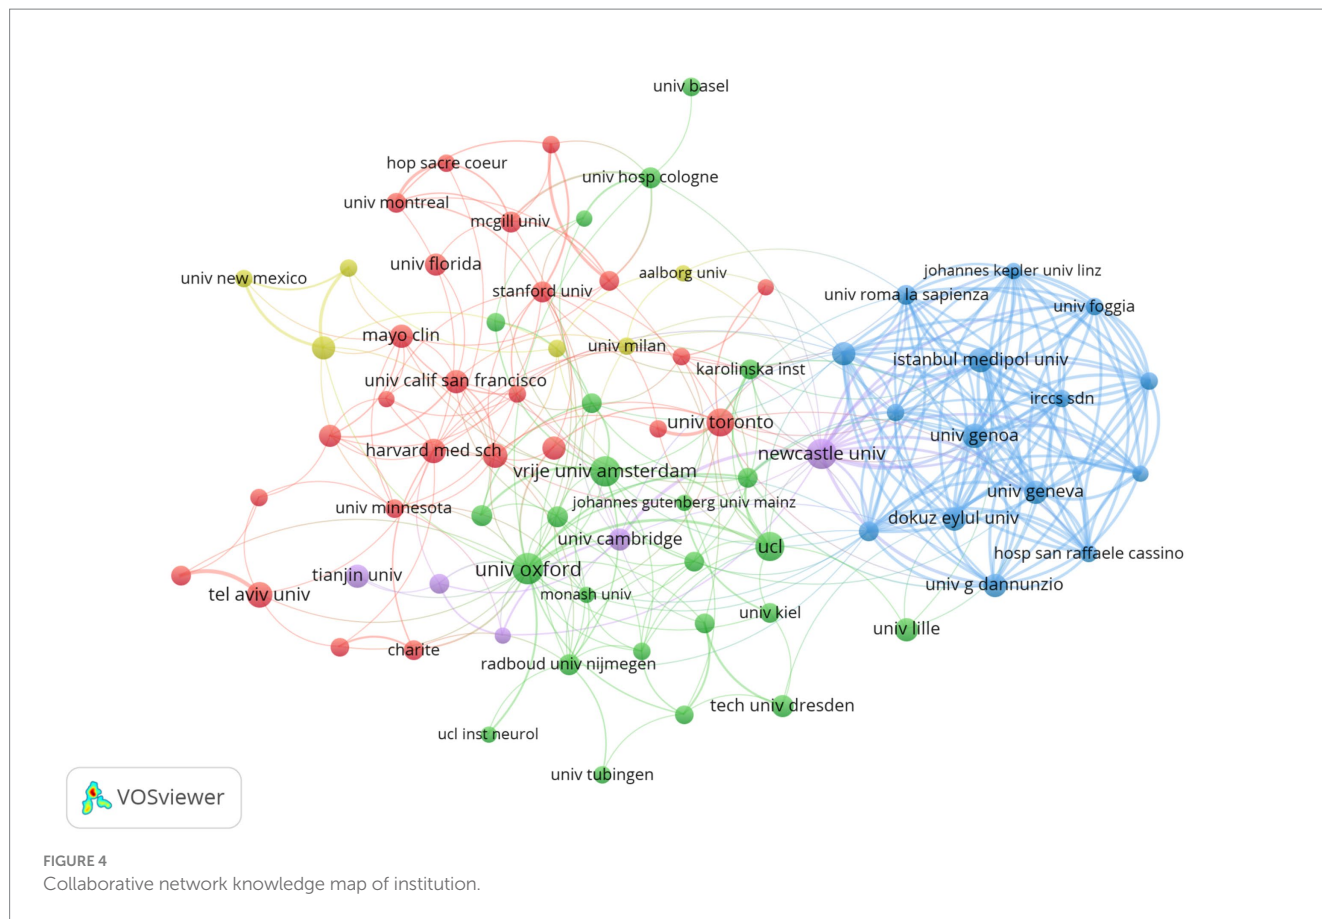 univ basel
hop sacre coeur
univ hosp cologne
univ montreal
mcgill univ
univ florida
univ new mexico
aalborg univ
johannes kepler univ linz
stanford univ
univ roma la sapienza
univ foggia
mayo clin
univ milan
istanbul medipol univ
karolinska inst
univ calif san francisco
irccs sdn
univ toronto
univ genoa
harvard med sch
newcastle univ
vrije univ amsterdam
univ geneva
johannes gutenberg univ mainz
univ minnesota
dokuz eylul univ
univ cambridge
ucl
hosp san raffaele cassino
univ oxford
tianjin univ
univ g dannunzio
tel aviv univ
monash univ
univ kiel
univ lille
charite
radboud univ nijmegen
tech univ dresden
ucl inst neurol
univ tubingen
VOSviewer
FIGURE 4
Collaborative network knowledge map of institution.